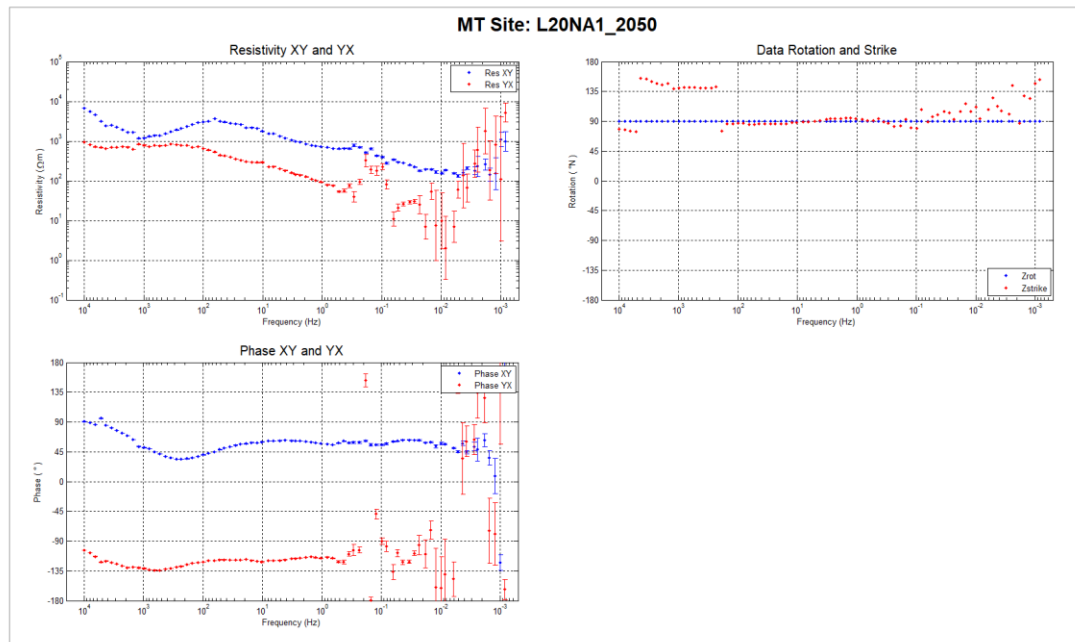 MT Site: L20NA1_2050
Resistivity XY and YX
10^5
10^4
10^3
10^2
10^1
10^0
10^-1
Resistivity (Ωm)
Res XY
Res YX
10^4 10^3 10^2 10^1 10^0 10^-1 10^-2 10^-3
Frequency (Hz)
Data Rotation and Strike
180
135
90
45
0
-45
-90
-135
-180
Rotation ( °N)
Zrot
Zstrike
10^4 10^3 10^2 10^1 10^0 10^-1 10^-2 10^-3
Frequency (Hz)
Phase XY and YX
180
135
90
45
0
-45
-90
-135
-180
Phase ( °)
Phase XY
Phase YX
10^4 10^3 10^2 10^1 10^0 10^-1 10^-2 10^-3
Frequency (Hz)